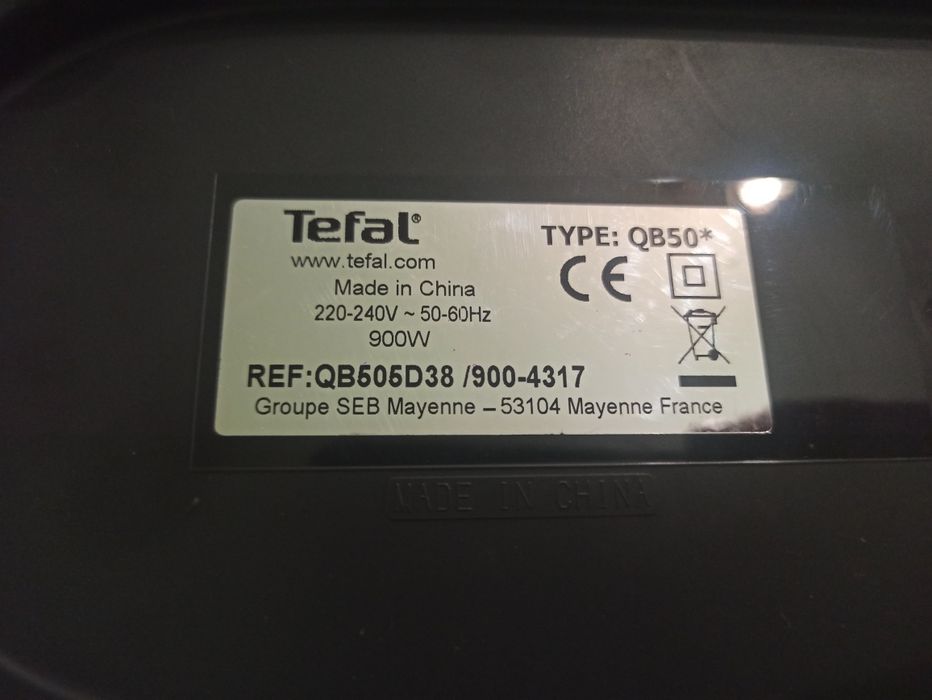 Tefal®
TYPE: QB50*
www.tefal.com
CE
Made in China
220-240V ~ 50-60Hz
900W
REF:QB505D38 /900-4317
Groupe SEB Mayenne – 53104 Mayenne France
MADE IN CHINA